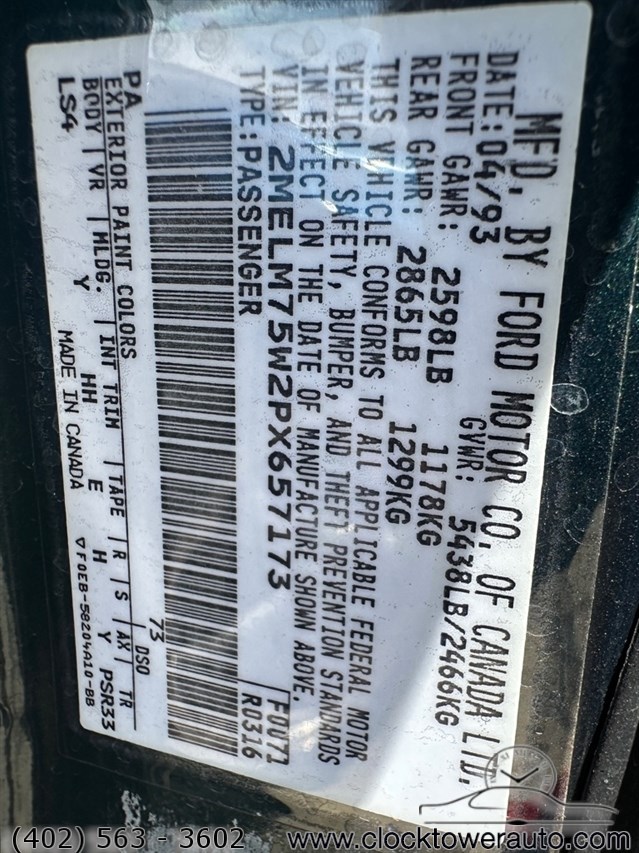 MFD. BY FORD MOTOR CO. OF CANADA LTD.
DATE: 04/93 GVWR: 5438LB/2466KG
FRONT GAWR: 2598LB 1178KG
REAR GAWR: 2865LB 1299KG
THIS VEHICLE CONFORMS TO ALL APPLICABLE FEDERAL MOTOR
VEHICLE SAFETY, BUMPER, AND THEFT PREVENTION STANDARDS
IN EFFECT ON THE DATE OF MANUFACTURE SHOWN ABOVE.
VIN: 2MELM75W2PX657173 F0071
TYPE: PASSENGER R0316
73
EXTERIOR PAINT COLORS DSO
PA
BODY VR MLDG INT TRIM TAPE R S AX TR
LS4 Y HH E H Y PSR33
MADE IN CANADA F0EB-58204A10-BB
(402) 563 - 3602 www.clocktowerauto.com